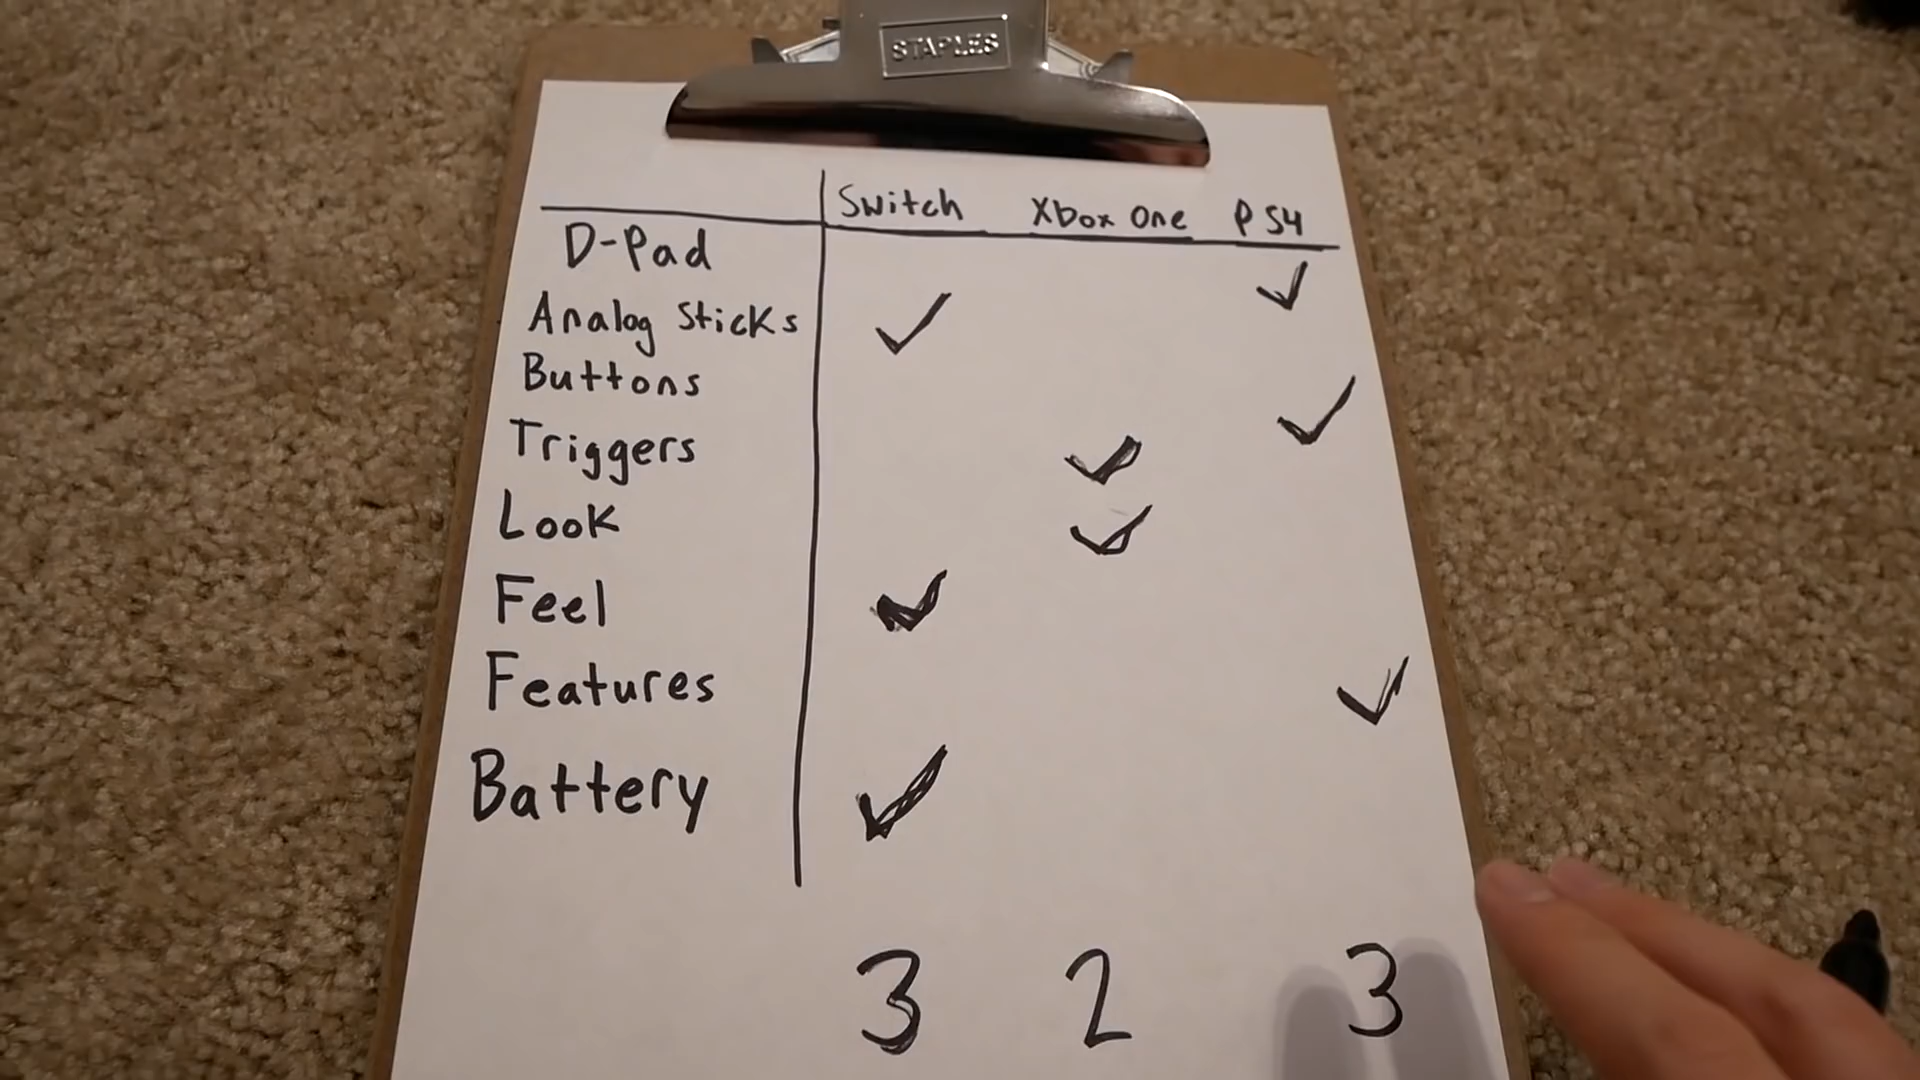 STAPLES
Switch Xbox One PS4
D-Pad ✓
Analog Sticks ✓
Buttons ✓
Triggers ✓
Look ✓
Feel ✓
Features ✓
Battery ✓
3 2 3